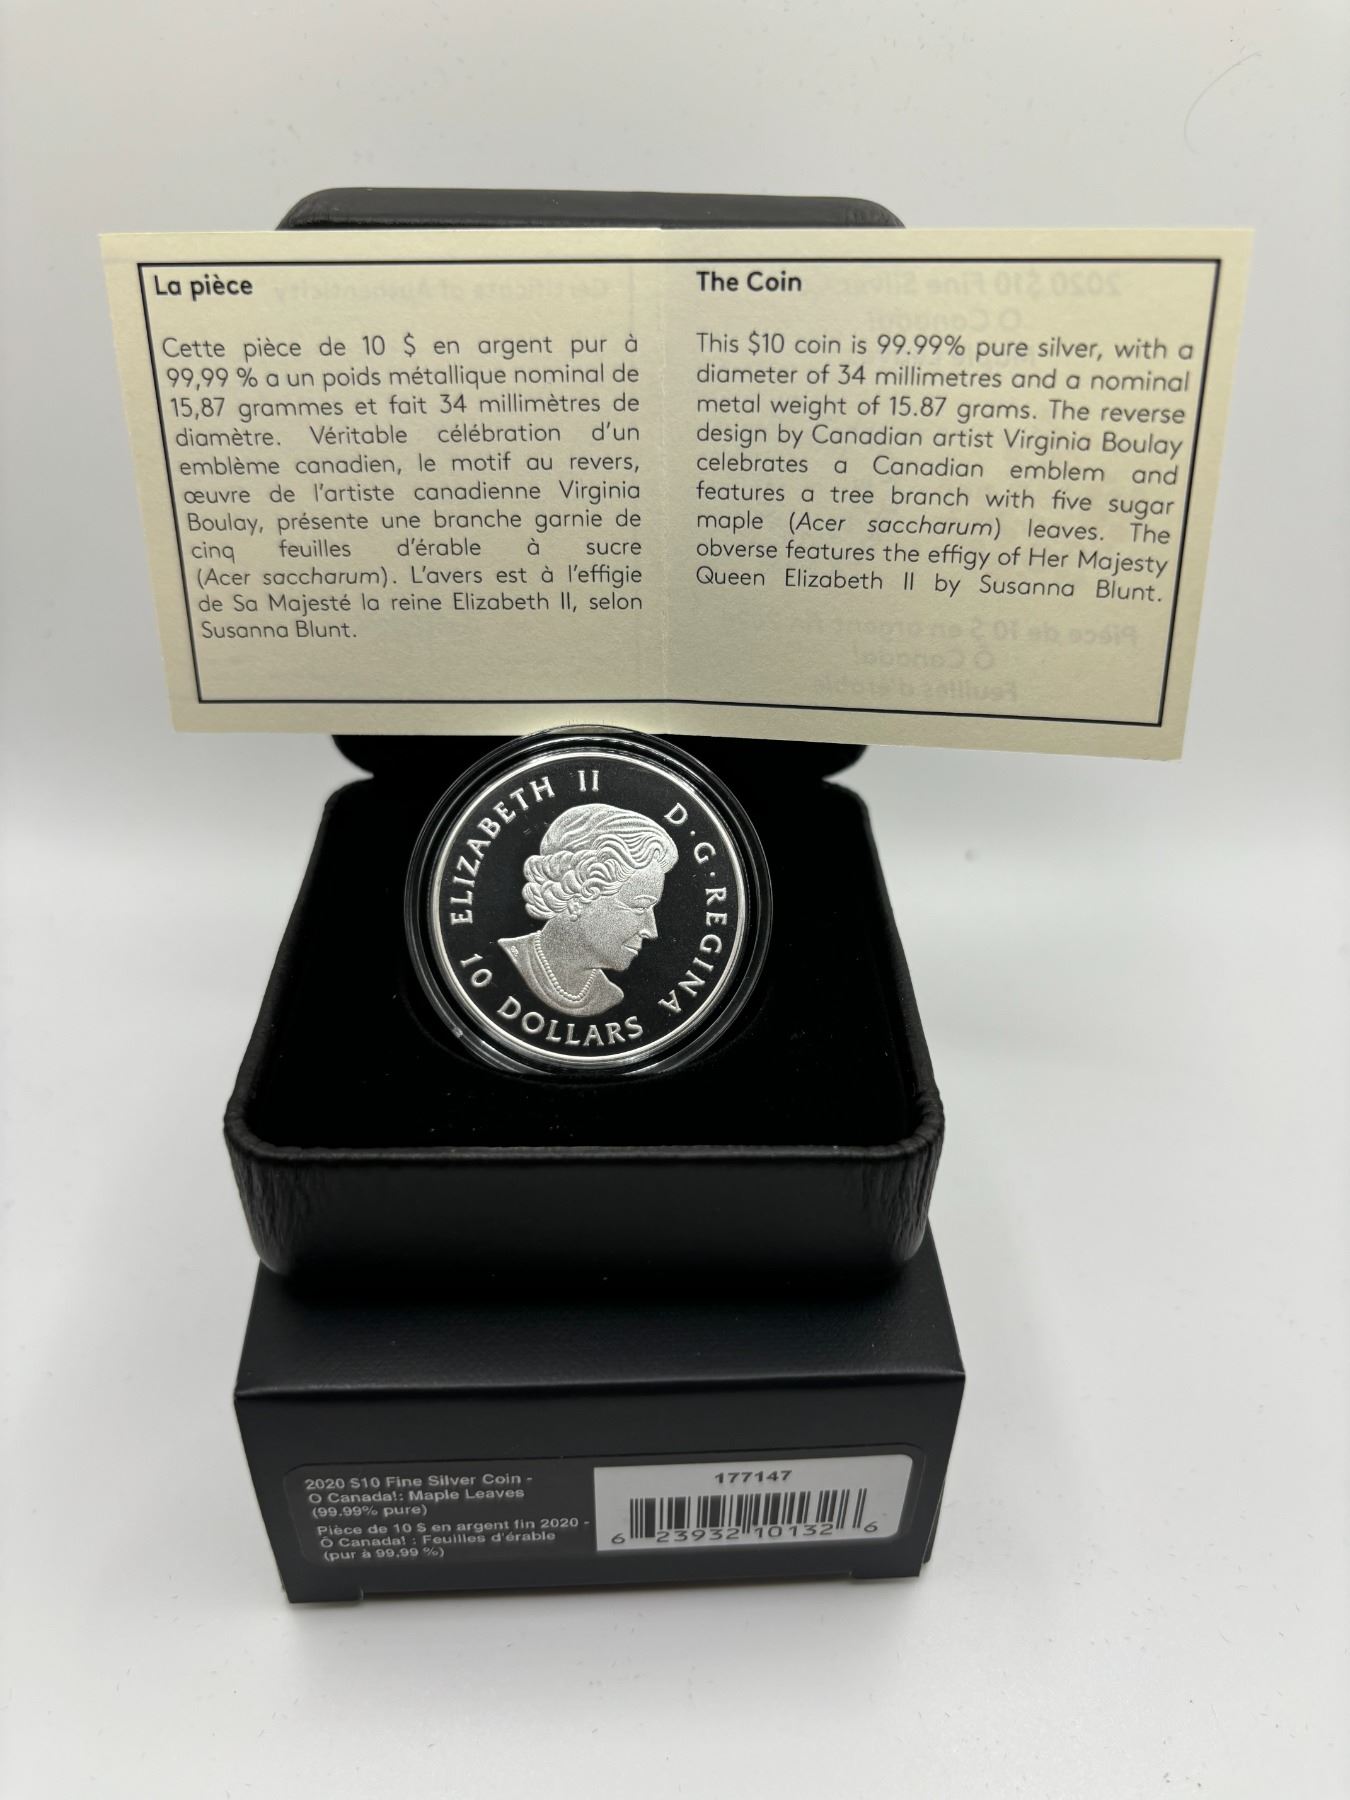 La pièce
Cette pièce de 10 $ en argent pur à
99,99 % a un poids métallique nominal de
15,87 grammes et fait 34 millimètres de
diamètre. Véritable célébration d'un
emblème canadien, le motif au revers,
œuvre de l'artiste canadienne Virginia
Boulay, présente une branche garnie de
cinq feuilles d'érable à sucre
(Acer saccharum). L'avers est à l'effigie
de Sa Majesté la reine Elizabeth II, selon
Susanna Blunt.
The Coin
This $10 coin is 99.99% pure silver, with a
diameter of 34 millimetres and a nominal
metal weight of 15.87 grams. The reverse
design by Canadian artist Virginia Boulay
celebrates a Canadian emblem and
features a tree branch with five sugar
maple (Acer saccharum) leaves. The
obverse features the effigy of Her Majesty
Queen Elizabeth II by Susanna Blunt.
ELIZABETH II D·G·REGINA
10 DOLLARS
2020 $10 Fine Silver Coin -
O Canada!: Maple Leaves
(99.99% pure)
Pièce de 10 $ en argent fin 2020 -
Ô Canada! : Feuilles d'érable
(pur à 99,99 %)
177147
6 23932 10132 6